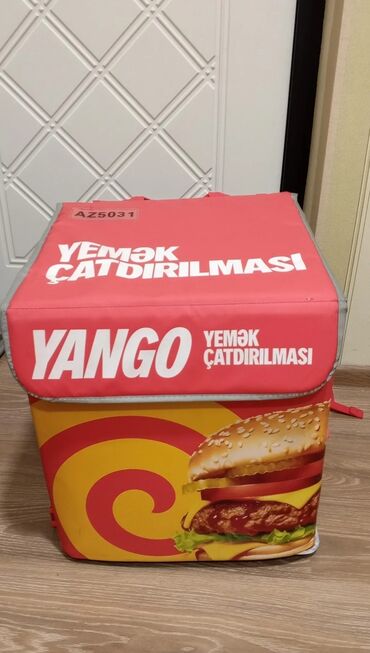 AZ5031
YEMƏK
ÇATDIRILMASI
YANGO
YEMƏK
ÇATDIRILMASI